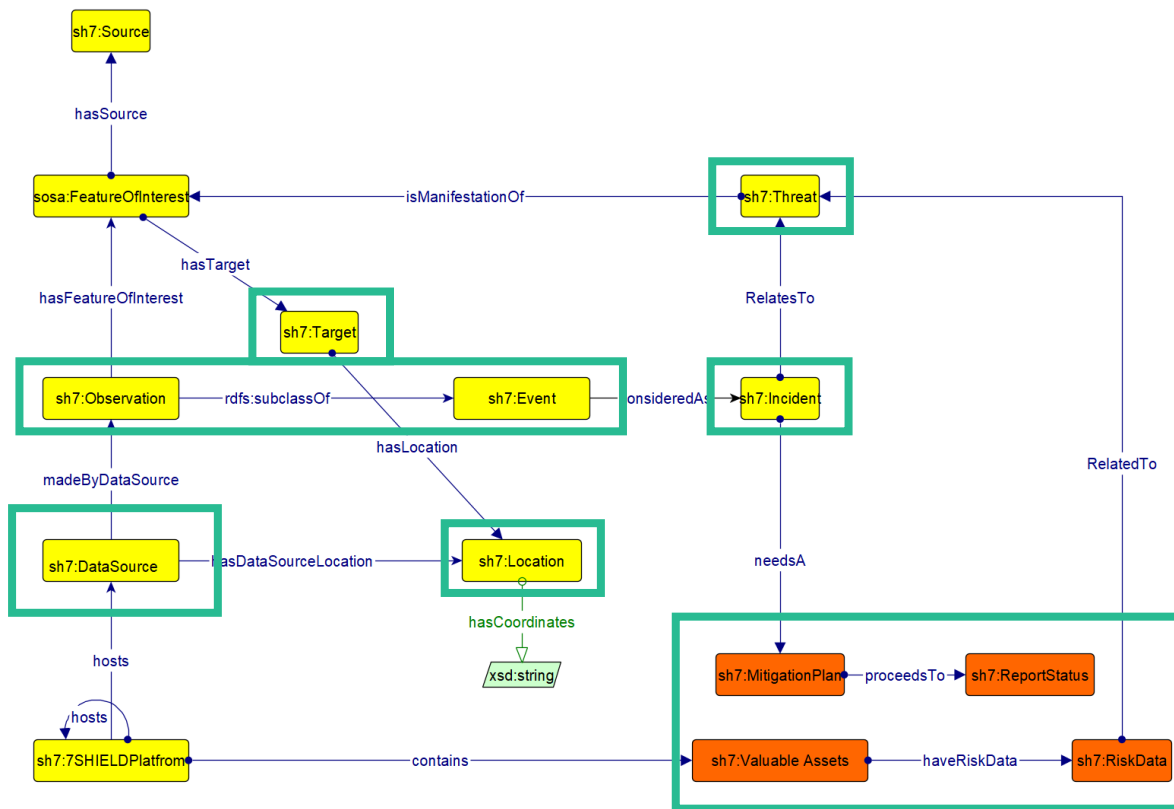 sh7:Source
hasSource
sosa:FeatureOfInterest
isManifestationOf
sh7:Threat
hasTarget
hasFeatureOfInterest
RelatesTo
sh7:Target
sh7:Observation
rdfs:subclassOf
sh7:Event
onsideredAs
sh7:Incident
hasLocation
RelatedTo
madeByDataSource
sh7:DataSource
hasDataSourceLocation
sh7:Location
needsA
hasCoordinates
hosts
xsd:string
sh7:MitigationPlan
proceedsTo
sh7:ReportStatus
hosts
sh7:7SHIELDPlatfrom
contains
sh7:Valuable Assets
haveRiskData
sh7:RiskData